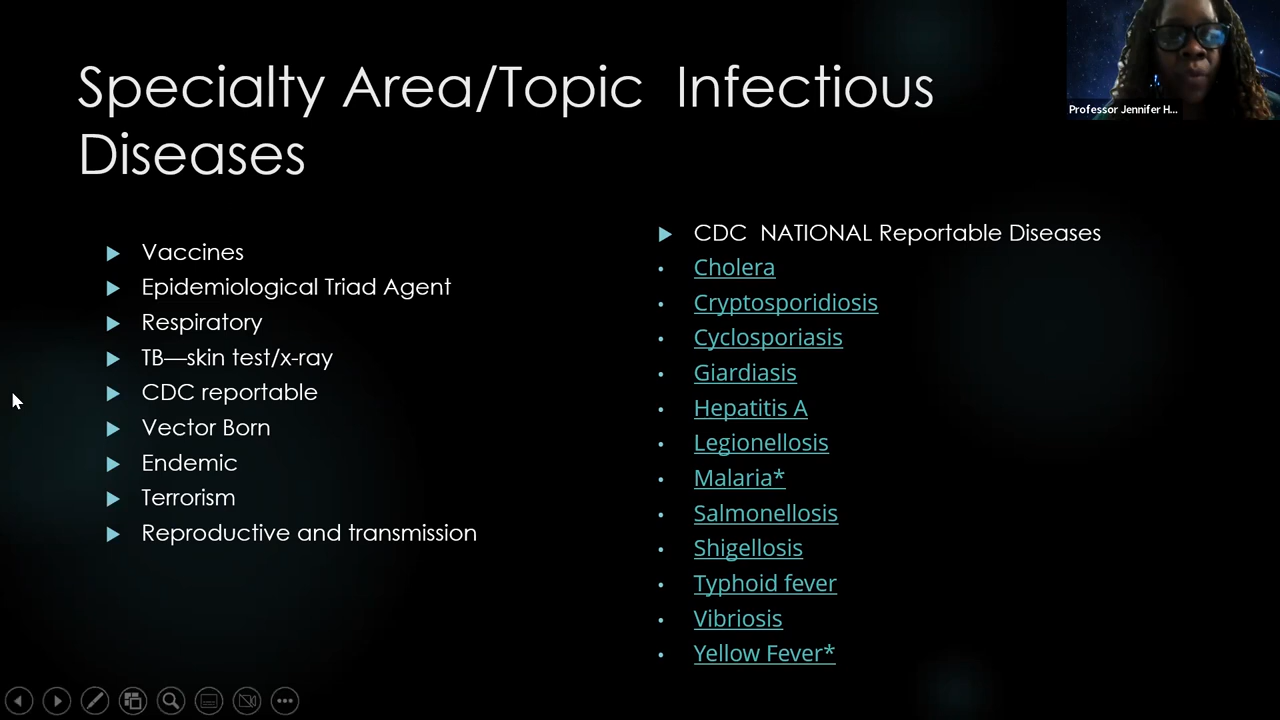 Specialty Area/Topic  Infectious
Diseases
Professor Jennifer H...
Vaccines
Epidemiological Triad Agent
Respiratory
TB—skin test/x-ray
CDC reportable
Vector Born
Endemic
Terrorism
Reproductive and transmission
CDC  NATIONAL Reportable Diseases
Cholera
Cryptosporidiosis
Cyclosporiasis
Giardiasis
Hepatitis A
Legionellosis
Malaria*
Salmonellosis
Shigellosis
Typhoid fever
Vibriosis
Yellow Fever*